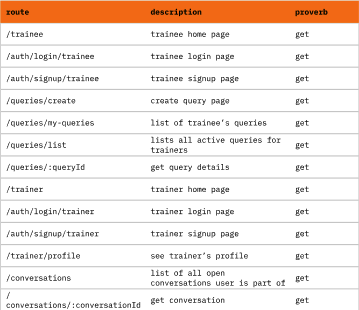 route description proverb
/trainee trainee home page get
/auth/login/trainee trainee login page get
/auth/signup/trainee trainee signup page get
/queries/create create query page get
/queries/my-queries list of trainee's queries get
/queries/list lists all active queries for trainers get
/queries/:queryId get query details get
/trainer trainer home page get
/auth/login/trainer trainer login page get
/auth/signup/trainer trainer signup page get
/trainer/profile see trainer's profile get
/conversations list of all open conversations user is part of get
/
conversations/:conversationId get conversation get